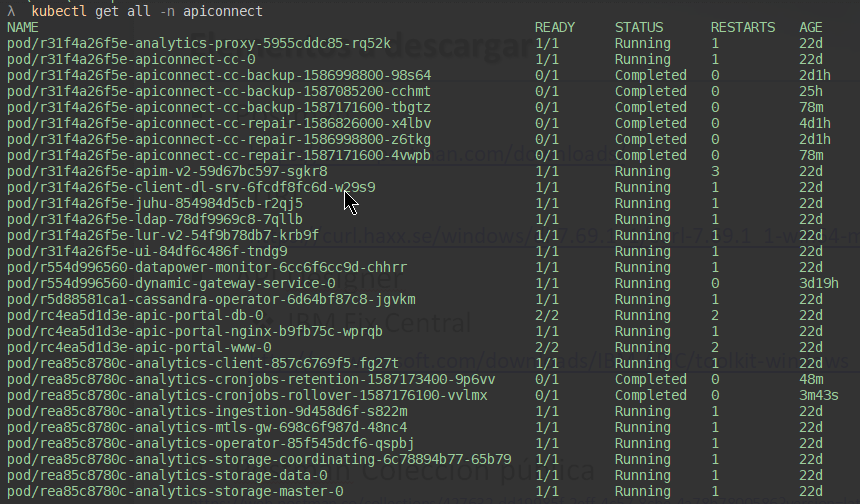 λ kubectl get all -n apiconnect
NAME READY STATUS RESTARTS AGE
pod/r31f4a26f5e-analytics-proxy-5955cddc85-rq52k 1/1 Running 1 22d
pod/r31f4a26f5e-apiconnect-cc-0 1/1 Running 1 22d
pod/r31f4a26f5e-apiconnect-cc-backup-1586998800-98s64 0/1 Completed 0 2d1h
pod/r31f4a26f5e-apiconnect-cc-backup-1587085200-cchmt 0/1 Completed 0 25h
pod/r31f4a26f5e-apiconnect-cc-backup-1587171600-tbgtz 0/1 Completed 0 78m
pod/r31f4a26f5e-apiconnect-cc-repair-1586826000-x4lbv 0/1 Completed 0 4d1h
pod/r31f4a26f5e-apiconnect-cc-repair-1586998800-z6tkg 0/1 Completed 0 2d1h
pod/r31f4a26f5e-apiconnect-cc-repair-1587171600-4vwpb 0/1 Completed 0 78m
pod/r31f4a26f5e-apim-v2-59d67bc597-sgkr8 1/1 Running 3 22d
pod/r31f4a26f5e-client-dl-srv-6fcdf8fc6d-w29s9 1/1 Running 1 22d
pod/r31f4a26f5e-juhu-854984d5cb-r2qj5 1/1 Running 1 22d
pod/r31f4a26f5e-ldap-78df9969c8-7qllb 1/1 Running 1 22d
pod/r31f4a26f5e-lur-v2-54f9b78db7-krb9f 1/1 Running 1 22d
pod/r31f4a26f5e-ui-84df6c486f-tndg9 1/1 Running 1 22d
pod/r554d996560-datapower-monitor-6cc6f6cc9d-chhrr 1/1 Running 1 22d
pod/r554d996560-dynamic-gateway-service-0 1/1 Running 0 3d19h
pod/r5d88581ca1-cassandra-operator-6d64bf87c8-jgvkm 1/1 Running 1 22d
pod/rc4ea5d1d3e-apic-portal-db-0 2/2 Running 2 22d
pod/rc4ea5d1d3e-apic-portal-nginx-b9fb75c-wprqb 1/1 Running 1 22d
pod/rc4ea5d1d3e-apic-portal-www-0 2/2 Running 2 22d
pod/rea85c8780c-analytics-client-857c6769f5-fg27t 1/1 Running 1 22d
pod/rea85c8780c-analytics-cronjobs-retention-1587173400-9p6vv 0/1 Completed 0 48m
pod/rea85c8780c-analytics-cronjobs-rollover-1587176100-vvlmx 0/1 Completed 0 3m43s
pod/rea85c8780c-analytics-ingestion-9d458d6f-s822m 1/1 Running 1 22d
pod/rea85c8780c-analytics-mtls-gw-698c6f987d-48nc4 1/1 Running 1 22d
pod/rea85c8780c-analytics-operator-85f545dcf6-qspbj 1/1 Running 1 22d
pod/rea85c8780c-analytics-storage-coordinating-6c78894b77-65b79 1/1 Running 1 22d
pod/rea85c8780c-analytics-storage-data-0 1/1 Running 1 22d
pod/rea85c8780c-analytics-storage-master-0 1/1 Running 1 22d